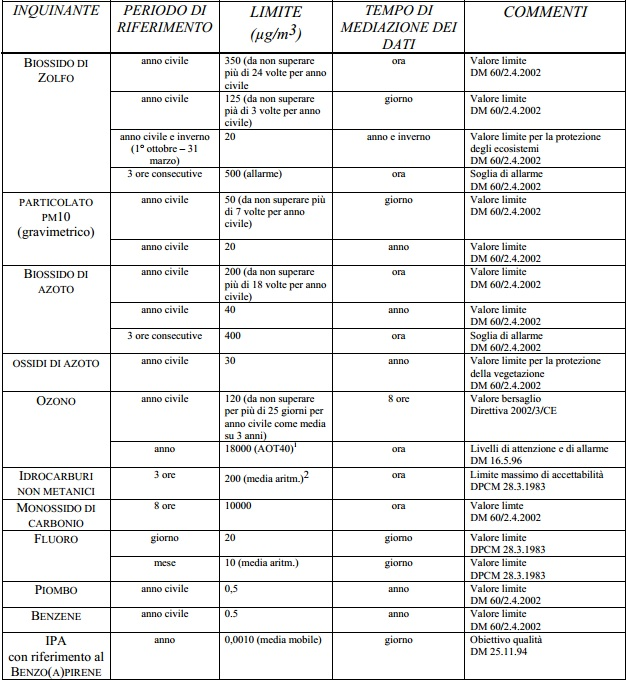 INQUINANTE PERIODO DI RIFERIMENTO LIMITE (µg/m3) TEMPO DI MEDIAZIONE DEI DATI COMMENTI
BIOSSIDO DI ZOLFO
anno civile
350 (da non superare
più di 24 volte per anno
civile
ora
Valore limite
DM 60/2.4.2002
anno civile
125 (da non superare
pià di 3 volte per anno
civile)
giorno
Valore limite
DM 60/2.4.2002
anno civile e inverno
(1° ottobre – 31
marzo)
20
anno e inverno
Valore limite per la protezione
degli ecosistemi
DM 60/2.4.2002
3 ore consecutive
500 (allarme)
ora
Soglia di allarme
DM 60/2.4.2002
PARTICOLATO
PM10
(gravimetrico)
anno civile
50 (da non superare più
di 7 volte per anno
civile)
giorno
Valore limite
DM 60/2.4.2002
anno civile
20
anno
Valore limite
DM 60/2.4.2002
BIOSSIDO DI
AZOTO
anno civile
200 (da non superare
più di 18 volte per anno
civile)
ora
Valore limite
DM 60/2.4.2002
anno civile
40
anno
Valore limite
DM 60/2.4.2002
3 ore consecutive
400
ora
Soglia di allarme
DM 60/2.4.2002
OSSIDI DI AZOTO
anno civile
30
anno
Valore limite per la protezione
della vegetazione
DM 60/2.4.2002
OZONO
anno civile
120 (da non superare
per più di 25 giorni per
anno civile come media
su 3 anni)
8 ore
Valore bersaglio
Direttiva 2002/3/CE
anno
18000 (AOT40)1
ora
Livelli di attenzione e di allarme
DM 16.5.96
IDROCARBURI
NON METANICI
3 ore
200 (media aritm.)2
ora
Limite massimo di accettabilità
DPCM 28.3.1983
MONOSSIDO DI
CARBONIO
8 ore
10000
ora
Valore limte
DM 60/2.4.2002
FLUORO
giorno
20
giorno
Valore limite
DPCM 28.3.1983
mese
10 (media aritm.)
giorno
Valore limite
DPCM 28.3.1983
PIOMBO
anno civile
0,5
anno
Valore limite
DM 60/2.4.2002
BENZENE
anno civile
0.5
anno
Valore limite
DM 60/2.4.2002
IPA
con riferimento al
BENZO(A)PIRENE
anno
0,0010 (media mobile)
giorno
Obiettivo qualità
DM 25.11.94